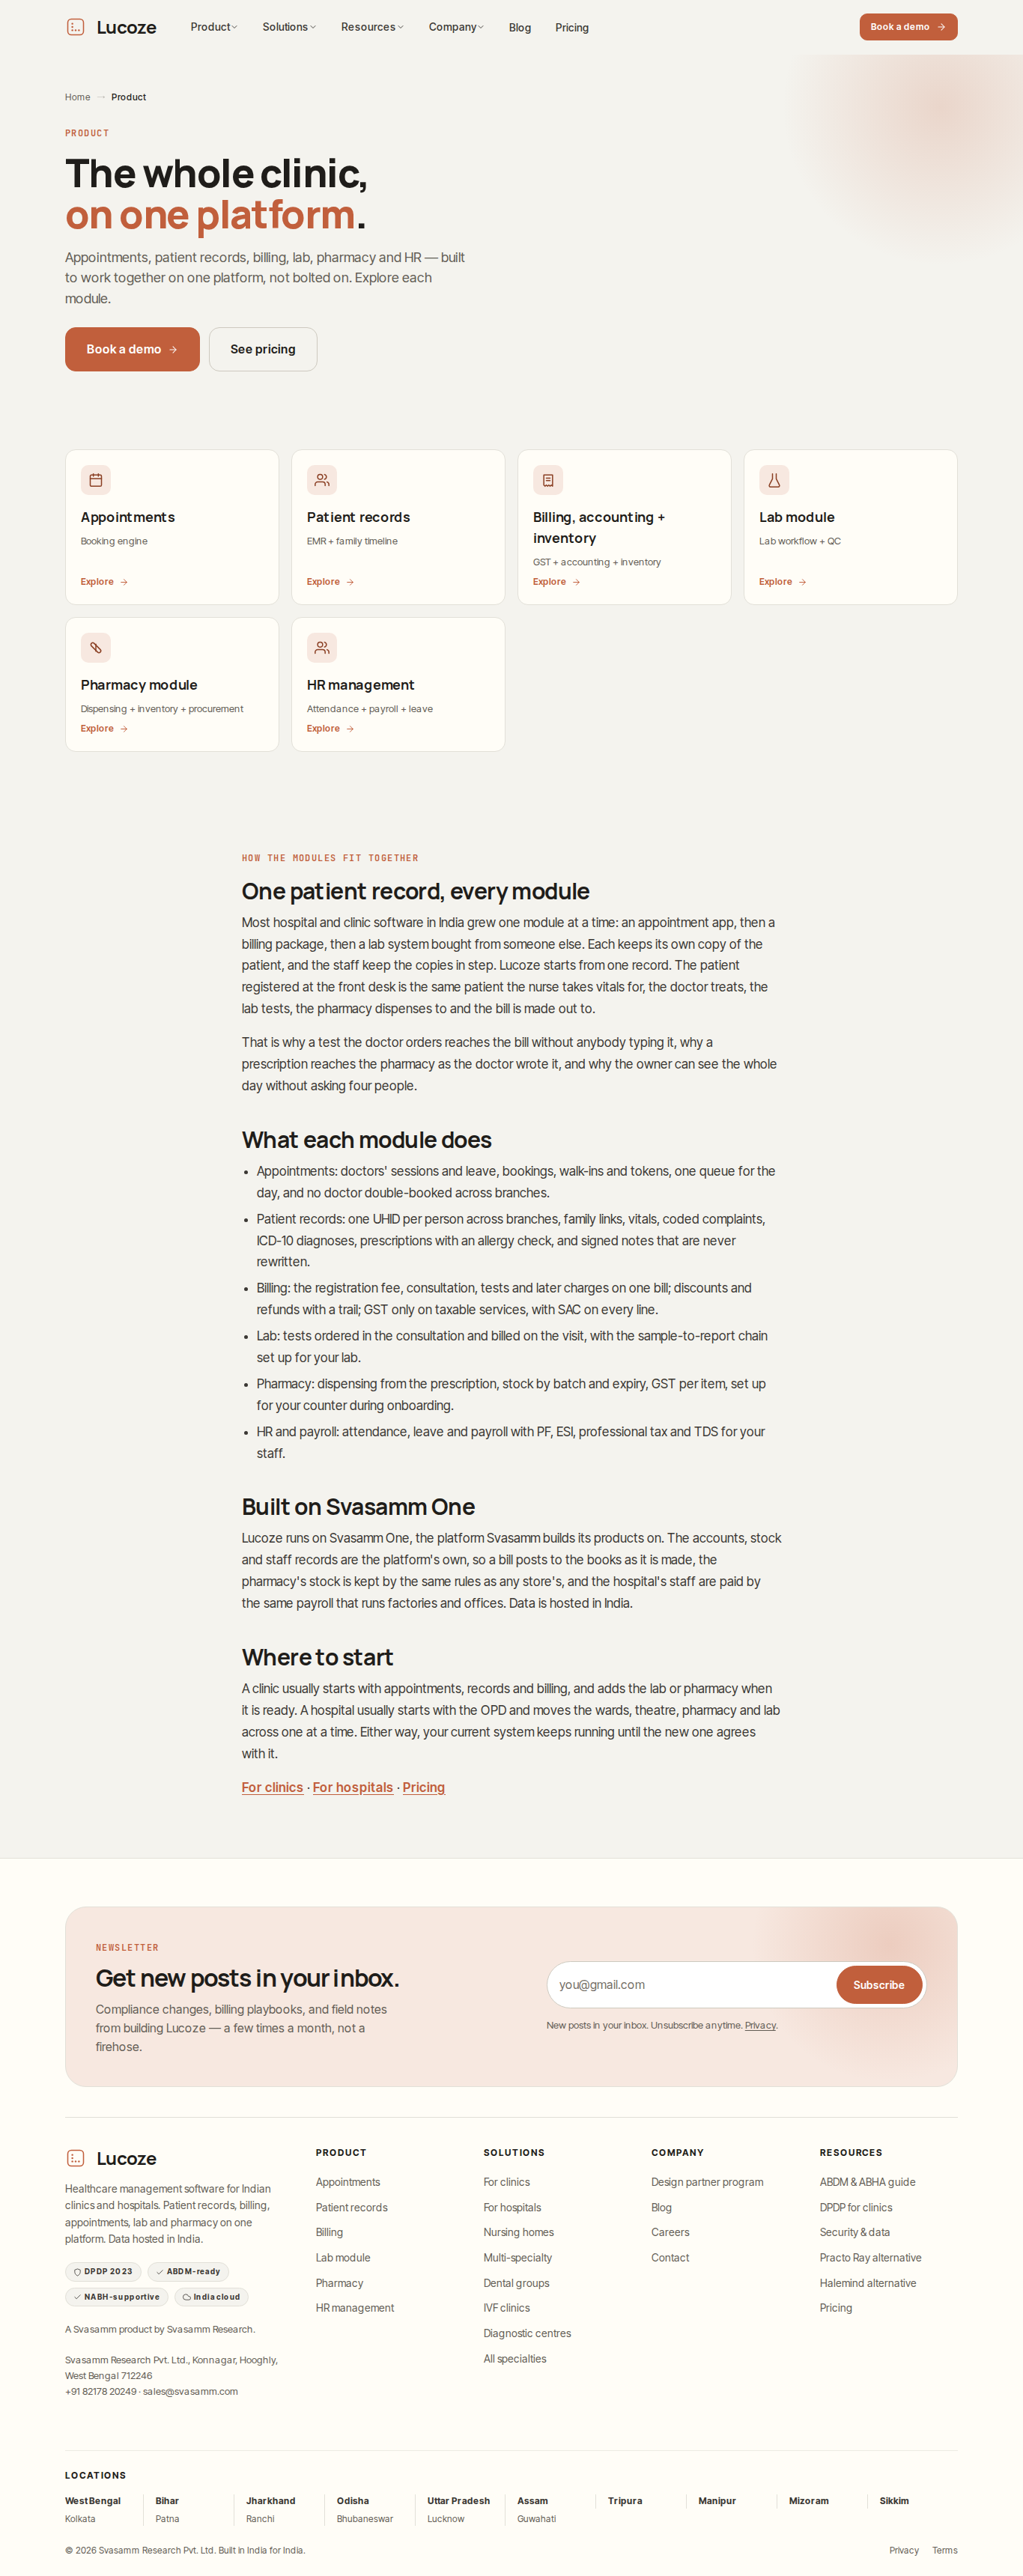 Lucoze
Product
Solutions
Resources
Company
Blog
Pricing
Book a demo →
Home → Product
PRODUCT
The whole clinic,
on one platform.
Appointments, patient records, billing, lab, pharmacy and HR — built
to work together on one platform, not bolted on. Explore each
module.
Book a demo →
See pricing
Appointments
Booking engine
Explore →
Patient records
EMR + family timeline
Explore →
Billing, accounting +
inventory
GST + accounting + inventory
Explore →
Lab module
Lab workflow + QC
Explore →
Pharmacy module
Dispensing + inventory + procurement
Explore →
HR management
Attendance + payroll + leave
Explore →
HOW THE MODULES FIT TOGETHER
One patient record, every module
Most hospital and clinic software in India grew one module at a time: an appointment app, then a
billing package, then a lab system bought from someone else. Each keeps its own copy of the
patient, and the staff keep the copies in step. Lucoze starts from one record. The patient
registered at the front desk is the same patient the nurse takes vitals for, the doctor treats, the
lab tests, the pharmacy dispenses to and the bill is made out to.
That is why a test the doctor orders reaches the bill without anybody typing it, why a
prescription reaches the pharmacy as the doctor wrote it, and why the owner can see the whole
day without asking four people.
What each module does
• Appointments: doctors' sessions and leave, bookings, walk-ins and tokens, one queue for the
day, and no doctor double-booked across branches.
• Patient records: one UHID per person across branches, family links, vitals, coded complaints,
ICD-10 diagnoses, prescriptions with an allergy check, and signed notes that are never
rewritten.
• Billing: the registration fee, consultation, tests and later charges on one bill; discounts and
refunds with a trail; GST only on taxable services, with SAC on every line.
• Lab: tests ordered in the consultation and billed on the visit, with the sample-to-report chain
set up for your lab.
• Pharmacy: dispensing from the prescription, stock by batch and expiry, GST per item, set up
for your counter during onboarding.
• HR and payroll: attendance, leave and payroll with PF, ESI, professional tax and TDS for your
staff.
Built on Svasamm One
Lucoze runs on Svasamm One, the platform Svasamm builds its products on. The accounts, stock
and staff records are the platform's own, so a bill posts to the books as it is made, the
pharmacy's stock is kept by the same rules as any store's, and the hospital's staff are paid by
the same payroll that runs factories and offices. Data is hosted in India.
Where to start
A clinic usually starts with appointments, records and billing, and adds the lab or pharmacy when
it is ready. A hospital usually starts with the OPD and moves the wards, theatre, pharmacy and lab
across one at a time. Either way, your current system keeps running until the new one agrees
with it.
For clinics · For hospitals · Pricing
NEWSLETTER
Get new posts in your inbox.
Compliance changes, billing playbooks, and field notes
from building Lucoze — a few times a month, not a
firehose.
you@gmail.com
Subscribe
New posts in your inbox. Unsubscribe anytime. Privacy.
Lucoze
Healthcare management software for Indian
clinics and hospitals. Patient records, billing,
appointments, lab and pharmacy on one
platform. Data hosted in India.
DPDP 2023
ABDM-ready
NABH-supportive
India cloud
A Svasamm product by Svasamm Research.
Svasamm Research Pvt. Ltd., Konnagar, Hooghly,
West Bengal 712246
+91 82178 20249 · sales@svasamm.com
PRODUCT
Appointments
Patient records
Billing
Lab module
Pharmacy
HR management
SOLUTIONS
For clinics
For hospitals
Nursing homes
Multi-specialty
Dental groups
IVF clinics
Diagnostic centres
All specialties
COMPANY
Design partner program
Blog
Careers
Contact
RESOURCES
ABDM & ABHA guide
DPDP for clinics
Security & data
Practo Ray alternative
Halemind alternative
Pricing
LOCATIONS
West Bengal
Kolkata
Bihar
Patna
Jharkhand
Ranchi
Odisha
Bhubaneswar
Uttar Pradesh
Lucknow
Assam
Guwahati
Tripura
Manipur
Mizoram
Sikkim
© 2026 Svasamm Research Pvt. Ltd. Built in India for India.
Privacy
Terms